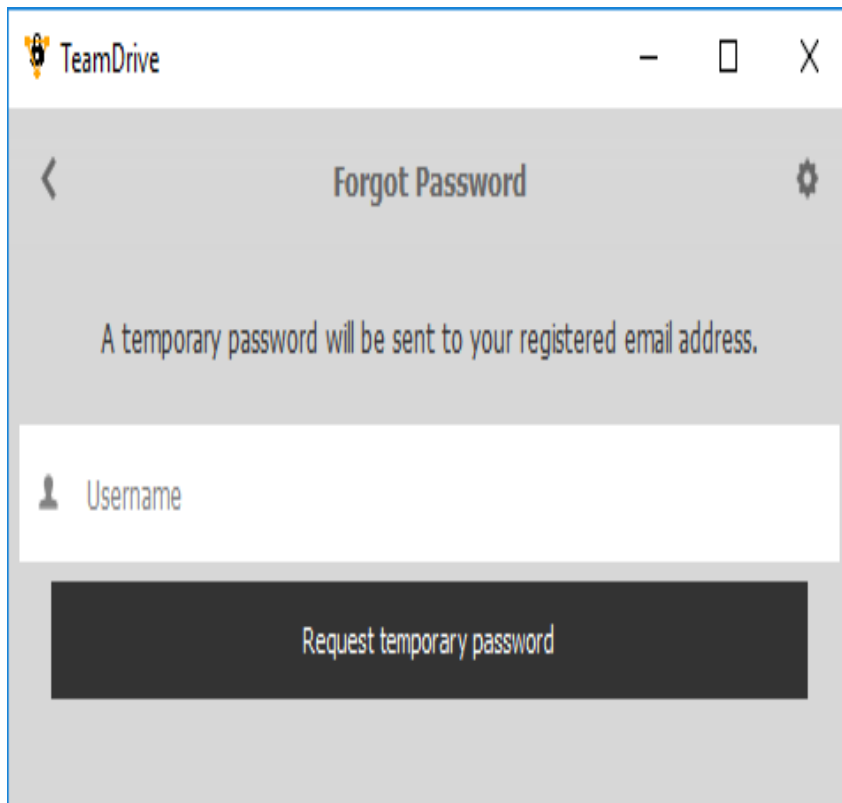 TeamDrive
Forgot Password
A temporary password will be sent to your registered email address.
Username
Request temporary password